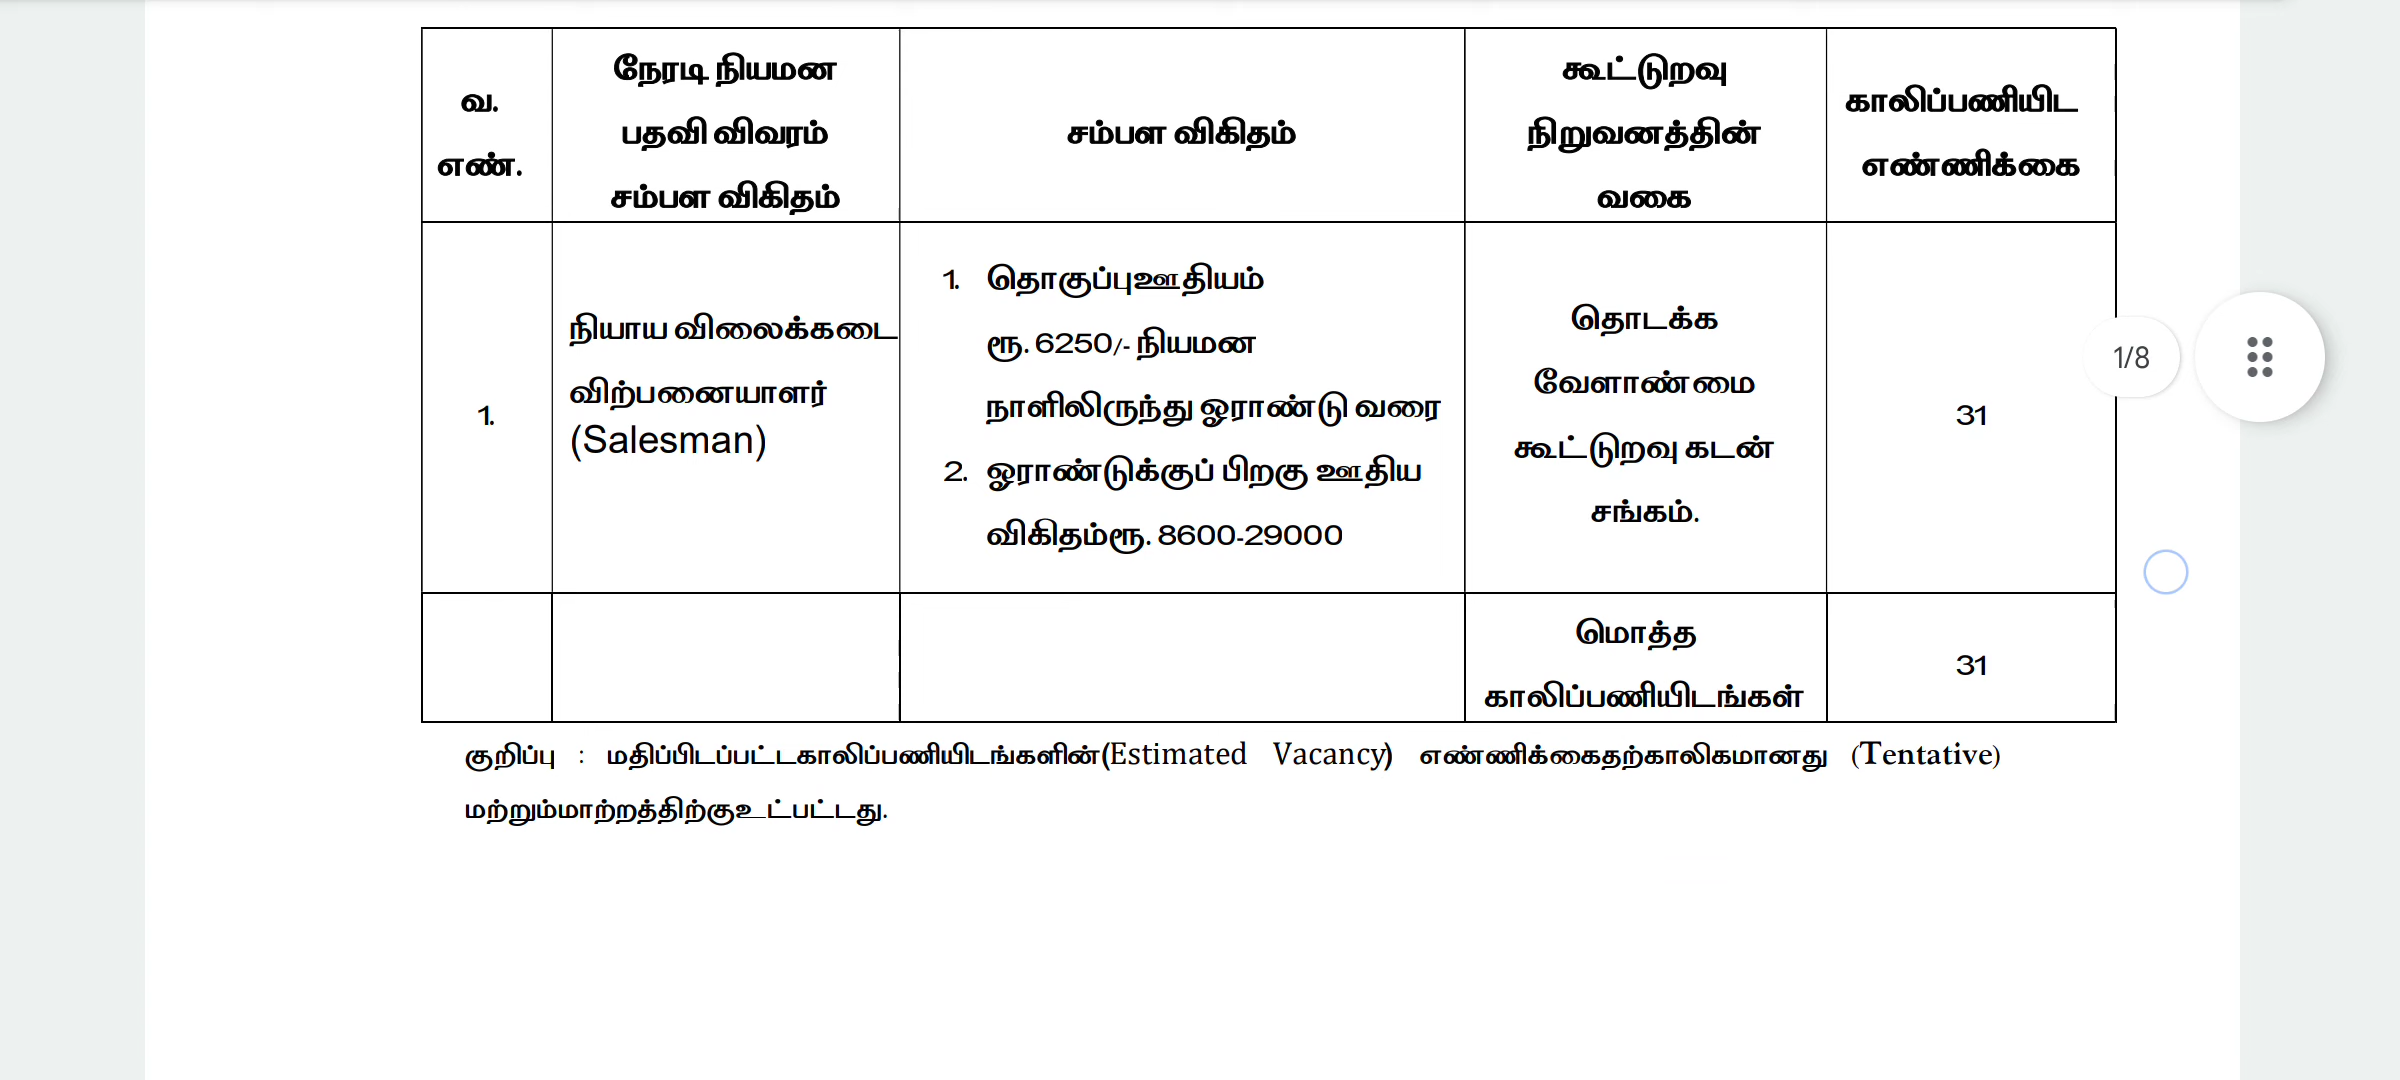 வ.
எண்.
நேரடி நியமன
பதவி விவரம்
சம்பள விகிதம்
சம்பள விகிதம்
கூட்டுறவு
நிறுவனத்தின்
வகை
காலிப்பணியிட
எண்ணிக்கை
1.
நியாய விலைக்கடை
விற்பனையாளர்
(Salesman)
1. தொகுப்புஊதியம்
ரூ. 6250/- நியமன
நாளிலிருந்து ஓராண்டு வரை
2. ஓராண்டுக்குப் பிறகு ஊதிய
விகிதம்ரூ. 8600-29000
தொடக்க
வேளாண்மை
கூட்டுறவு கடன்
சங்கம்.
31
1/8
மொத்த
காலிப்பணியிடங்கள்
31
குறிப்பு : மதிப்பிடப்பட்டகாலிப்பணியிடங்களின்(Estimated Vacancy) எண்ணிக்கைதற்காலிகமானது (Tentative)
மற்றும்மாற்றத்திற்குஉட்பட்டது.